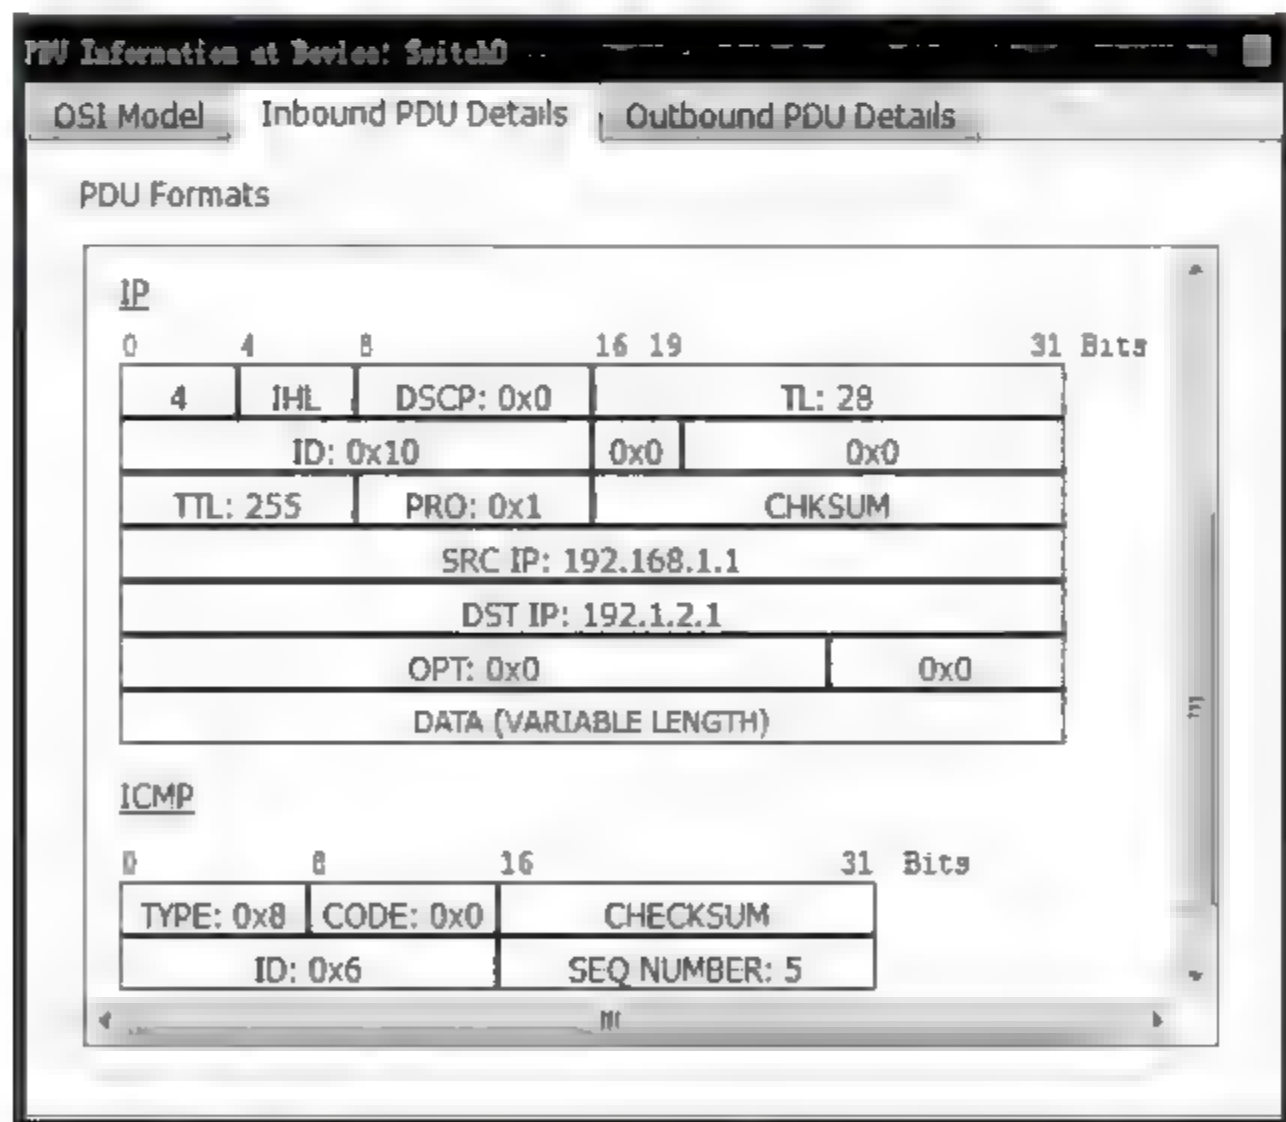 PDU Information at Device: Switch0
OSI Model Inbound PDU Details Outbound PDU Details
PDU Formats
IP
0 4 8 16 19 31 Bits
4 IHL DSCP: 0x0 TL: 28
ID: 0x10 0x0 0x0
TTL: 255 PRO: 0x1 CHKSUM
SRC IP: 192.168.1.1
DST IP: 192.1.2.1
OPT: 0x0 0x0
DATA (VARIABLE LENGTH)
ICMP
0 8 16 31 Bits
TYPE: 0x8 CODE: 0x0 CHECKSUM
ID: 0x6 SEQ NUMBER: 5